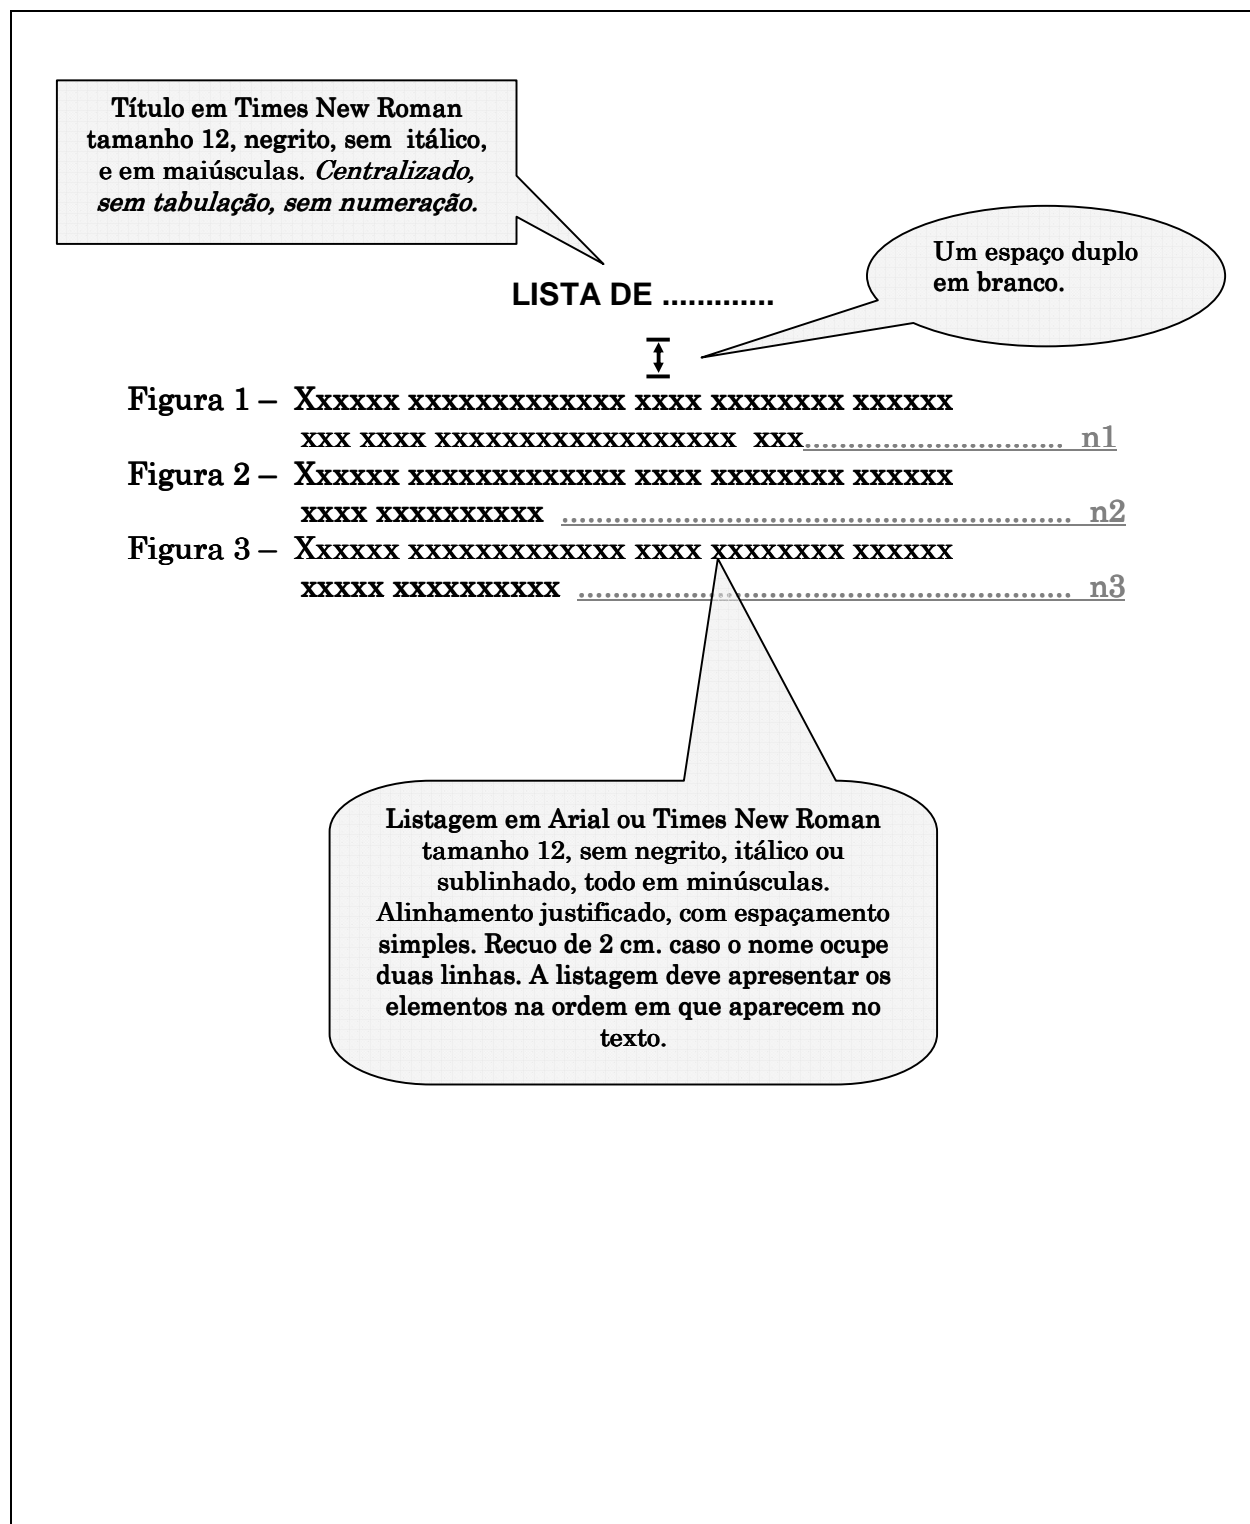 Título em Times New Roman
tamanho 12, negrito, sem itálico,
e em maiúsculas. Centralizado,
sem tabulação, sem numeração.
Um espaço duplo
em branco.
LISTA DE .............
Figura 1 – Xxxxxx xxxxxxxxxxxxx xxxx xxxxxxxx xxxxxx
xxx xxxx xxxxxxxxxxxxxxxxxx xxx............................ n1
Figura 2 – Xxxxxx xxxxxxxxxxxxx xxxx xxxxxxxx xxxxxx
xxxx xxxxxxxxxx ....................................................... n2
Figura 3 – Xxxxxx xxxxxxxxxxxxx xxxx xxxxxxxx xxxxxx
xxxxx xxxxxxxxxx ..................................................... n3
Listagem em Arial ou Times New Roman
tamanho 12, sem negrito, itálico ou
sublinhado, todo em minúsculas.
Alinhamento justificado, com espaçamento
simples. Recuo de 2 cm. caso o nome ocupe
duas linhas. A listagem deve apresentar os
elementos na ordem em que aparecem no
texto.